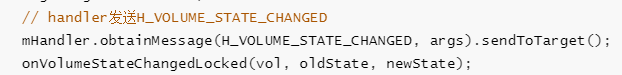 // handler发送H_VOLUME_STATE_CHANGED
mHandler.obtainMessage(H_VOLUME_STATE_CHANGED, args).sendToTarget();
onVolumeStateChangedLocked(vol, oldState, newState);